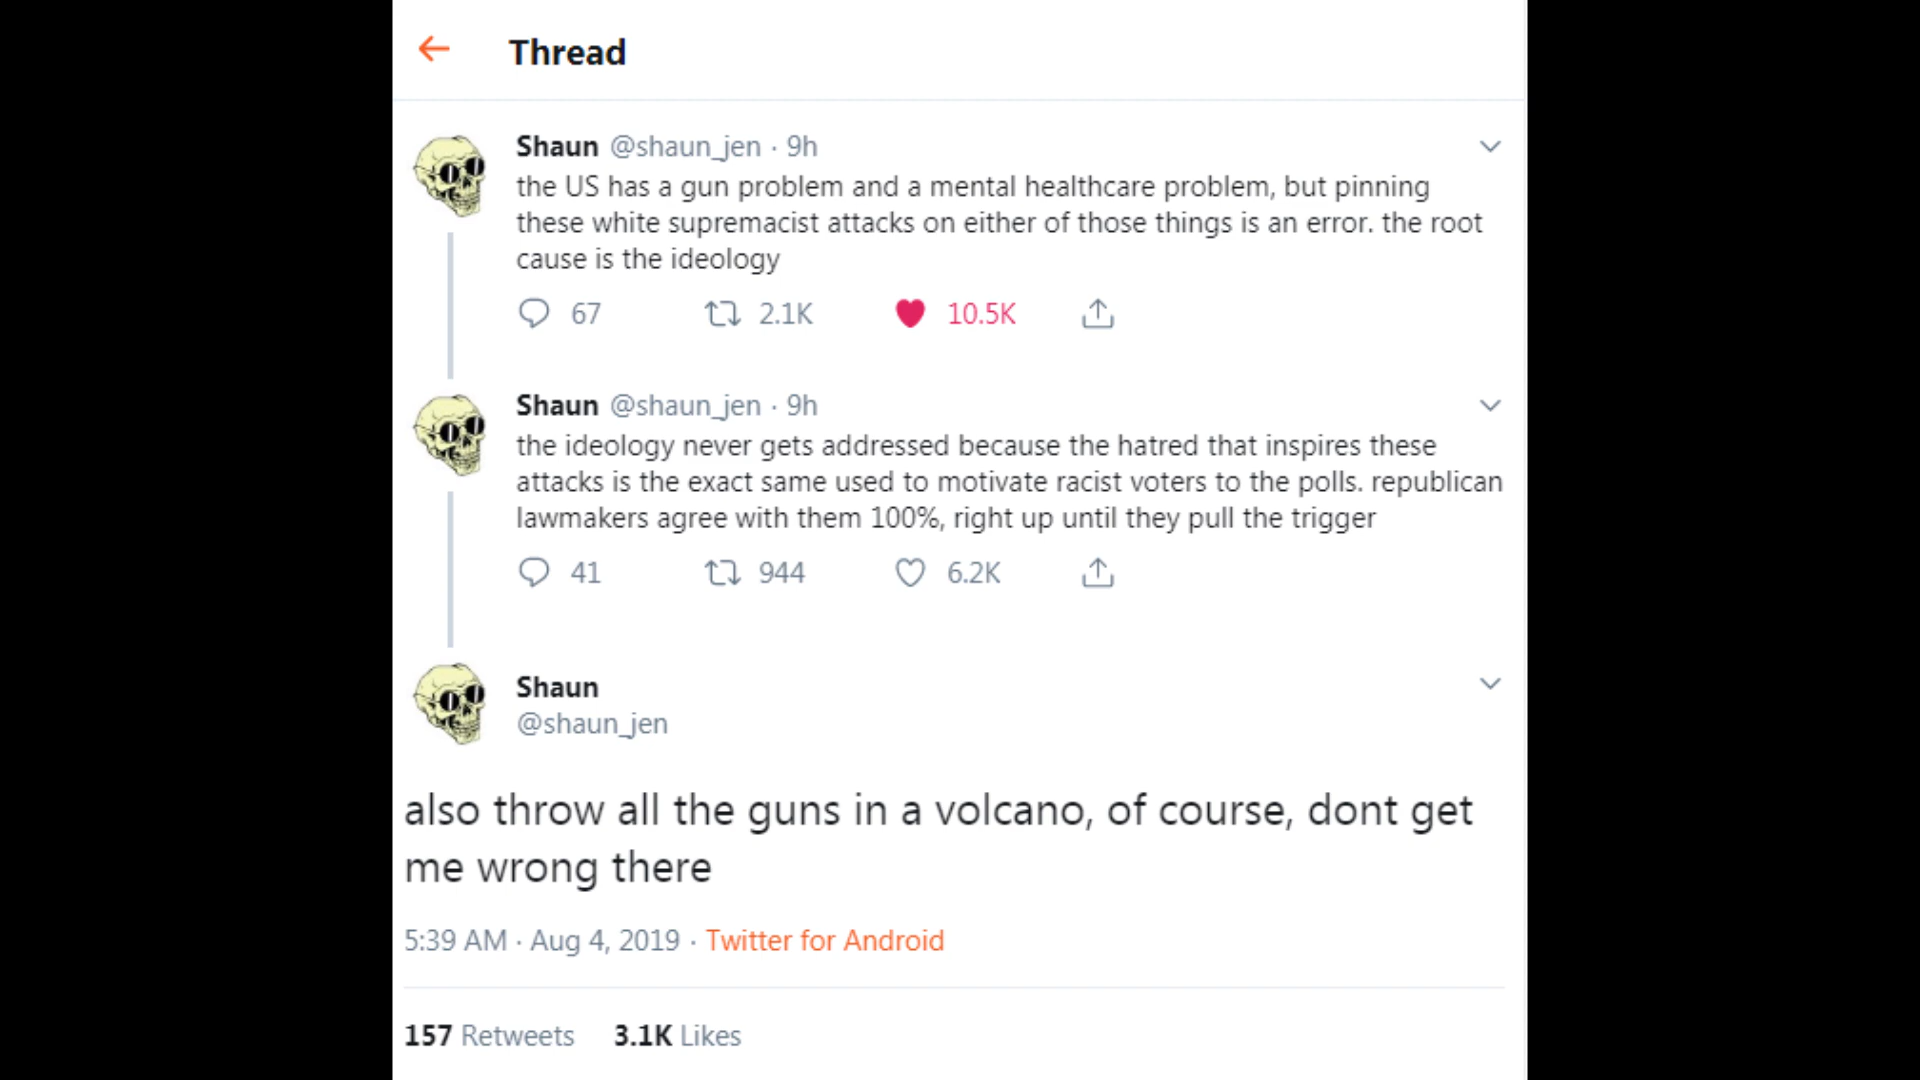 Thread
Shaun @shaun_jen · 9h
the US has a gun problem and a mental healthcare problem, but pinning
these white supremacist attacks on either of those things is an error. the root
cause is the ideology
67 2.1K 10.5K
Shaun @shaun_jen · 9h
the ideology never gets addressed because the hatred that inspires these
attacks is the exact same used to motivate racist voters to the polls. republican
lawmakers agree with them 100%, right up until they pull the trigger
41 944 6.2K
Shaun
@shaun_jen
also throw all the guns in a volcano, of course, dont get
me wrong there
5:39 AM · Aug 4, 2019 · Twitter for Android
157 Retweets 3.1K Likes